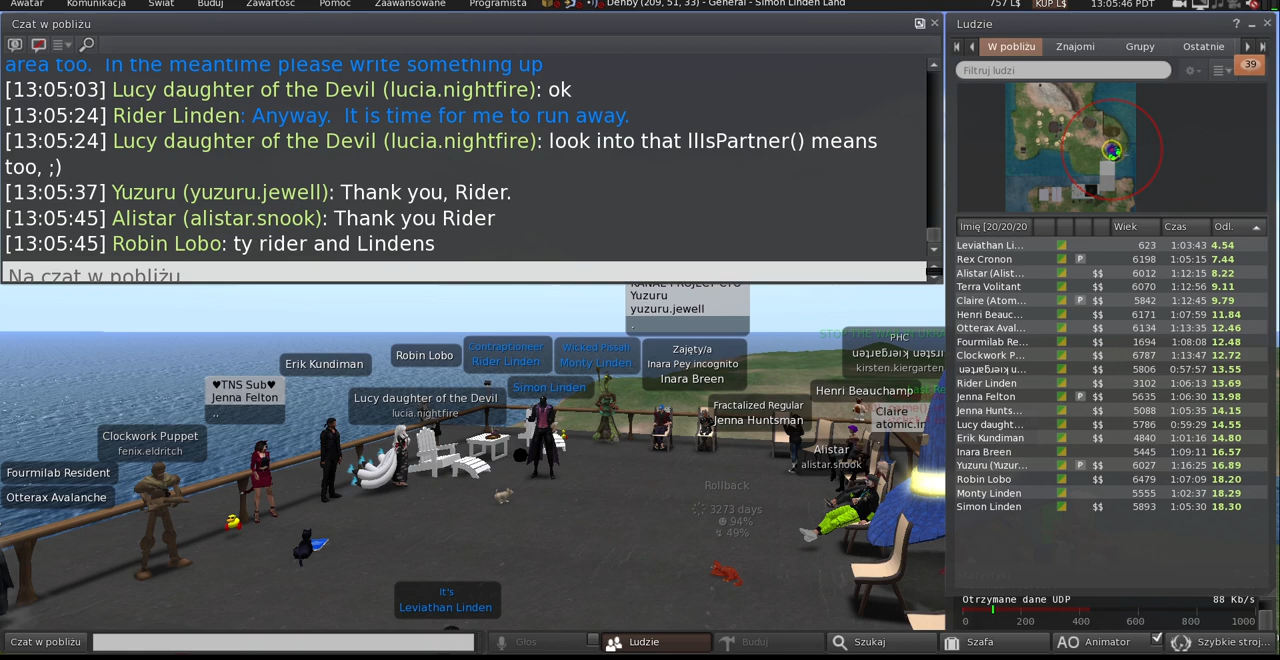 Awatar Komunikacja Świat Buduj Zawartość Pomoc Zaawansowane Programista Denby (209, 51, 33) - General - Simon Linden Land 757 L$ KUP L$ 13:05:46 PDT
Czat w pobliżu
area too. In the meantime please write something up
[13:05:03] Lucy daughter of the Devil (lucia.nightfire): ok
[13:05:24] Rider Linden: Anyway. It is time for me to run away.
[13:05:24] Lucy daughter of the Devil (lucia.nightfire): look into that llIsPartner() means
too, ;)
[13:05:37] Yuzuru (yuzuru.jewell): Thank you, Rider.
[13:05:45] Alistar (alistar.snook): Thank you Rider
[13:05:45] Robin Lobo: ty rider and Lindens
Na czat w pobliżu
Yuzuru
yuzuru.jewell
.
PHC
kirsten.kiergarten
Contraptioneer
Rider Linden
Wicked Pissah
Monty Linden
Zajęty/a
Inara Pey incognito
Inara Breen
Robin Lobo
Erik Kundiman
Simon Linden
♥TNS Sub♥
Jenna Felton
..
Lucy daughter of the Devil
lucia.nightfire
Henri Beauchamp
Fractalized Regular
Jenna Huntsman
Claire
Clockwork Puppet
fenix.eldritch
Alistar
alistar.snook
Fourmilab Resident
Otterax Avalanche
Rollback
3273 days
94%
49%
It's
Leviathan Linden
Ludzie
W pobliżu Znajomi Grupy Ostatnie
39
Filtruj ludzi
Imię [20/20/20 Wiek Czas Odl.
Leviathan Li... 623 1:03:43 4.54
Rex Cronon P 6198 1:05:15 7.44
Alistar (Alist... $$ 6012 1:12:15 8.22
Terra Volitant $$ 6070 1:12:56 9.11
Claire (Atom... P $$ 5842 1:12:45 9.79
Henri Beauc... $$ 6171 1:07:59 11.84
Otterax Aval... $$ 6134 1:13:35 12.46
Fourmilab Re... $$ 1694 1:08:08 12.48
Clockwork P... $$ 6787 1:13:47 12.72
$$ 5806 0:57:57 13.55
Rider Linden $$ 3102 1:06:13 13.69
Jenna Felton P $$ 5635 1:06:30 13.98
Jenna Hunts... $$ 5088 1:05:35 14.15
Lucy daught... $$ 5786 0:59:29 14.55
Erik Kundiman $$ 4840 1:01:16 14.80
Inara Breen 5445 1:09:11 16.57
Yuzuru (Yuzur... P $$ 6027 1:16:25 16.89
Robin Lobo $$ 6479 1:07:09 18.20
Monty Linden 5555 1:02:37 18.29
Simon Linden $$ 5893 1:05:30 18.30
Otrzymane dane UDP 88 Kb/s
0 200 400 600 800 1000
Czat w pobliżu Głos Ludzie Buduj Szukaj Szafa AO Animator Szybkie stroj...